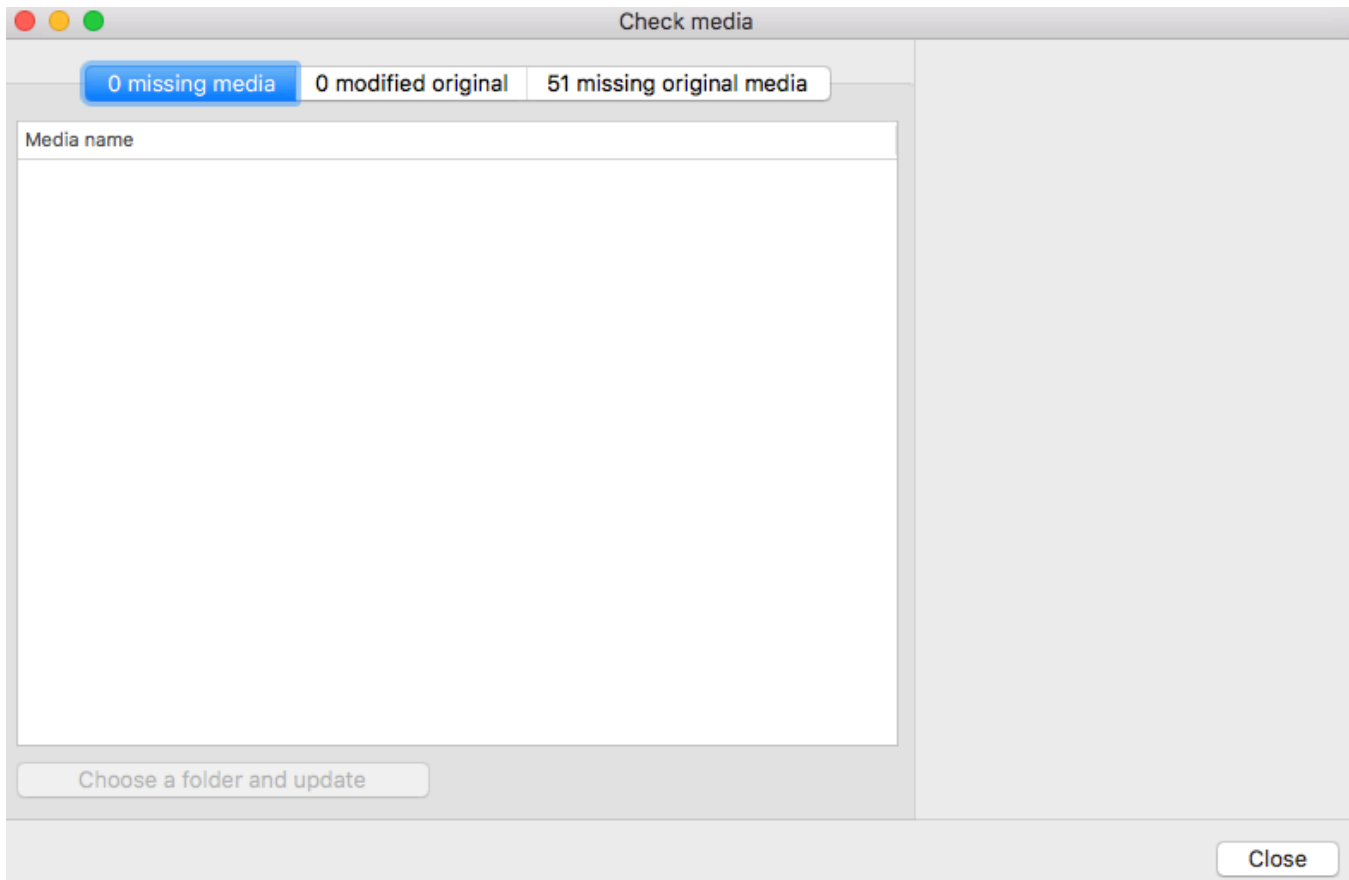 Check media
0 missing media 0 modified original 51 missing original media
Media name
Choose a folder and update
Close